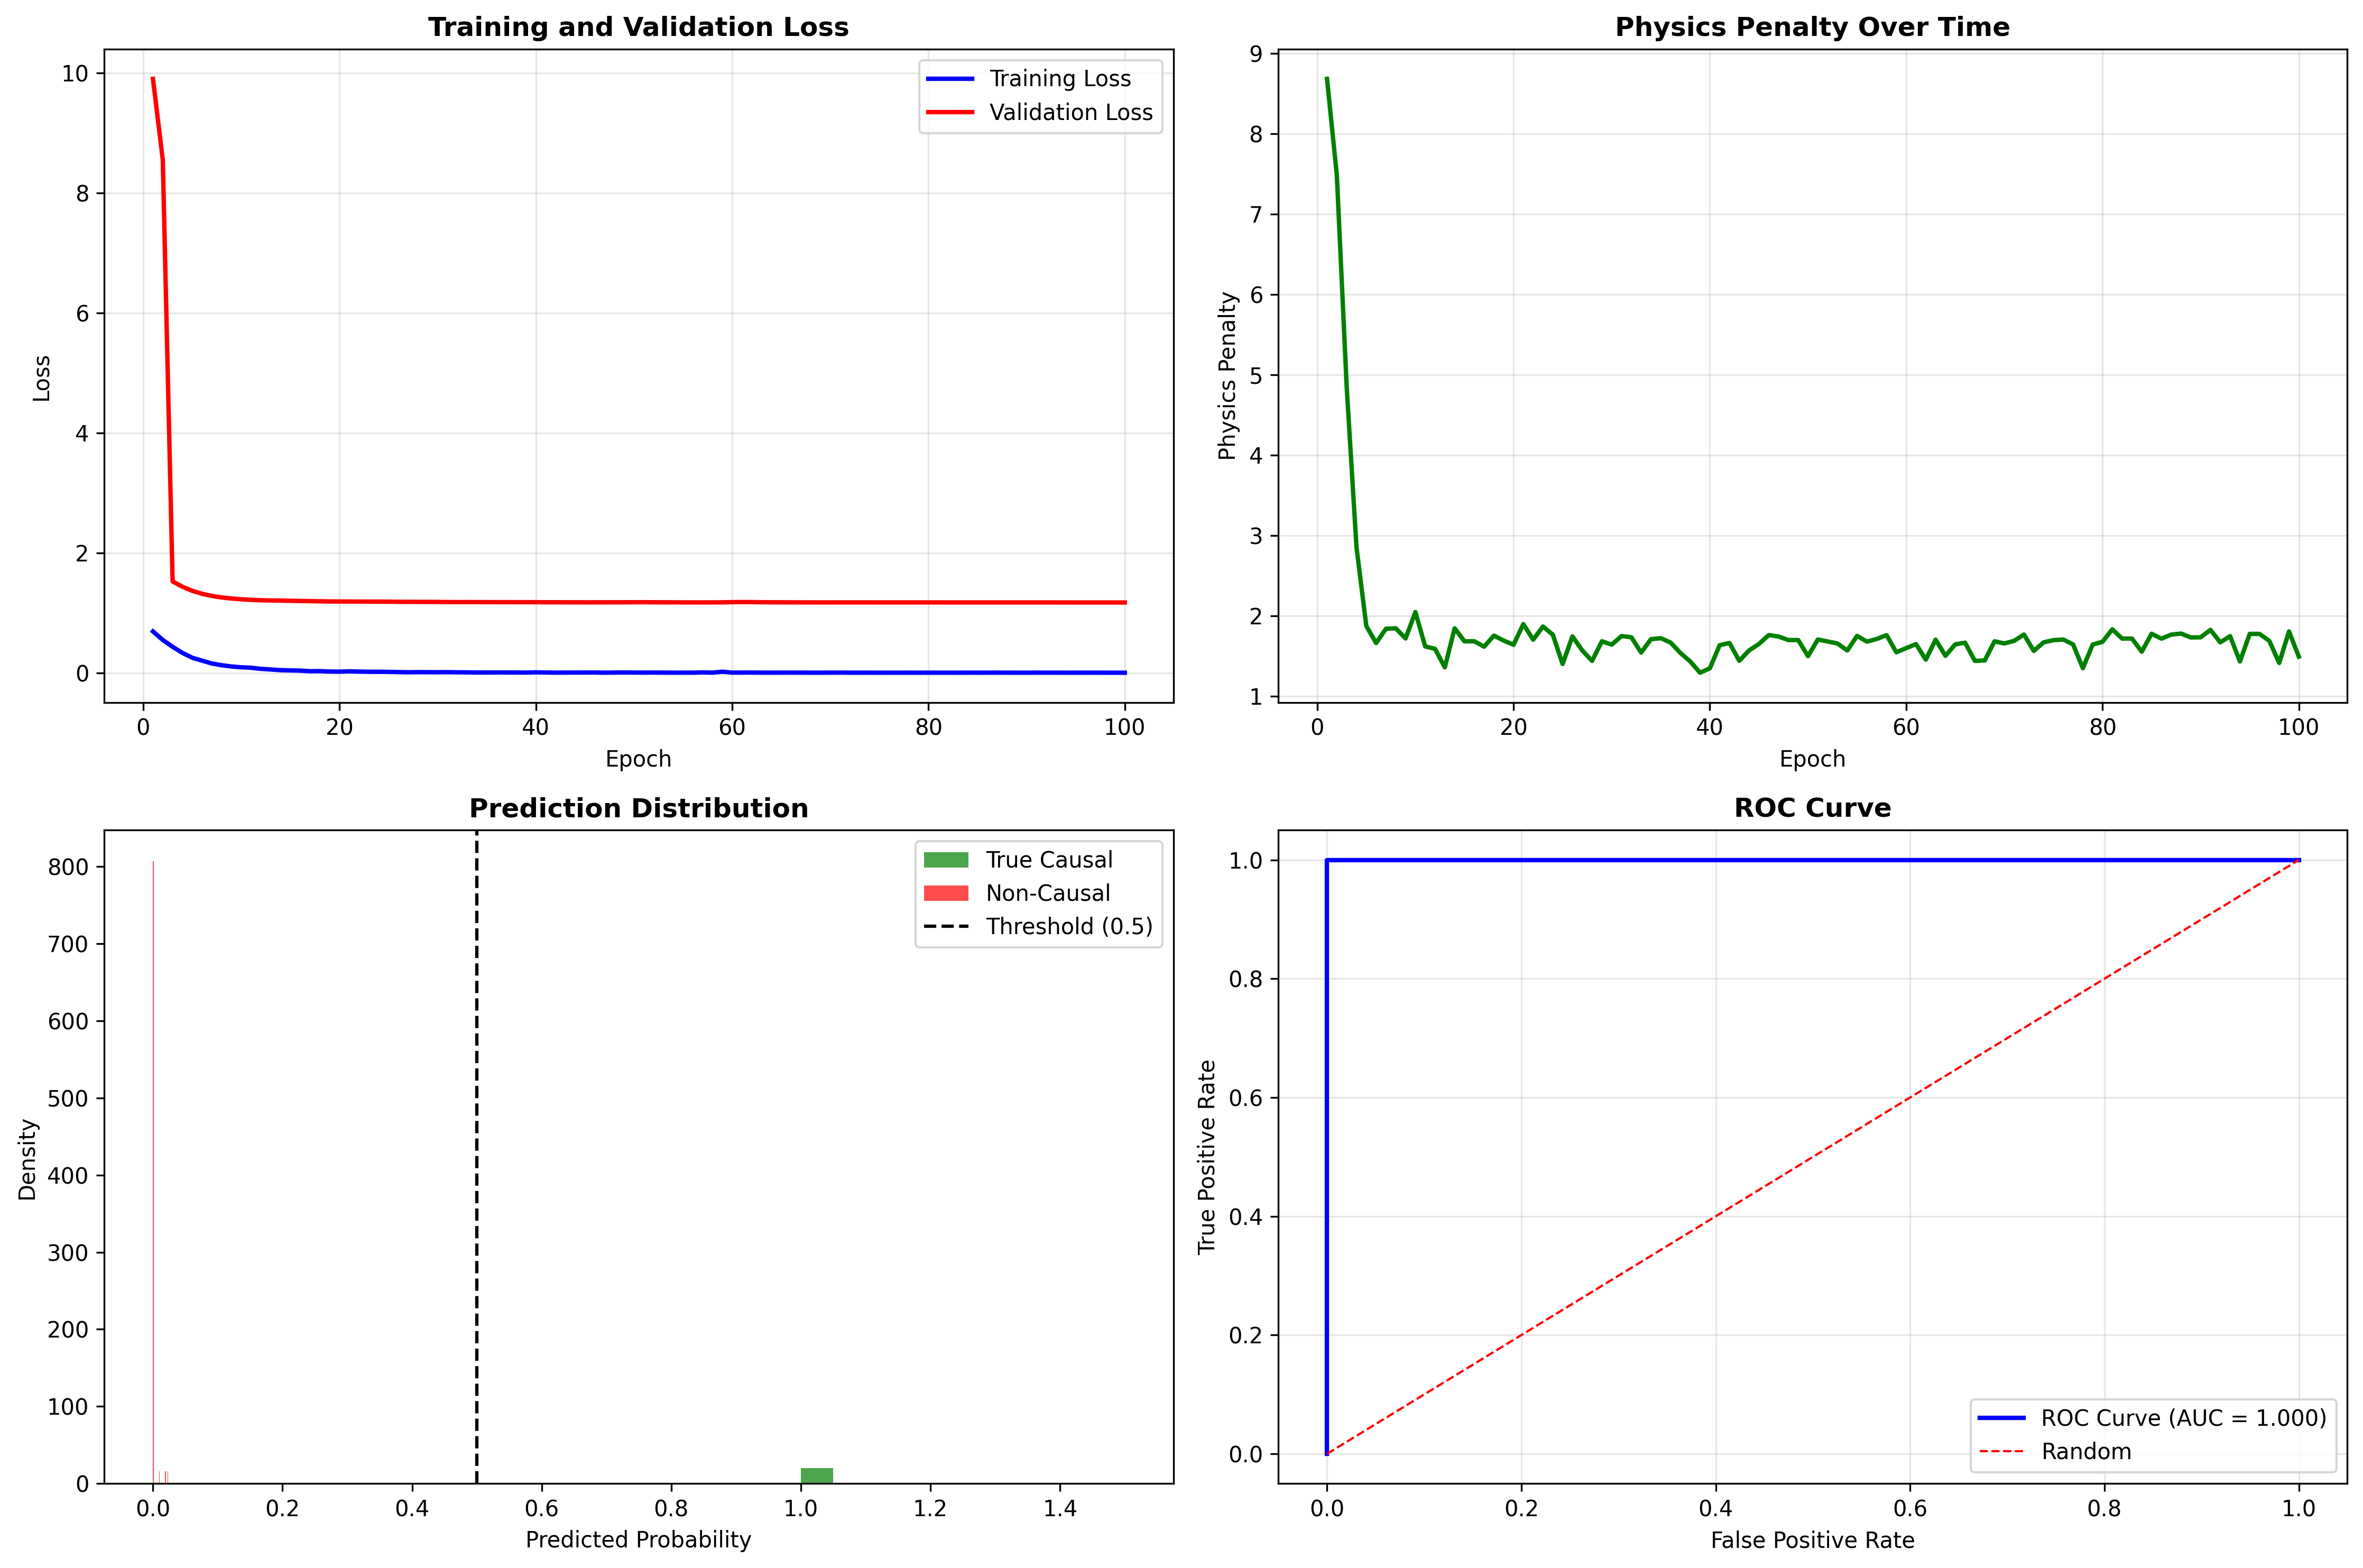 Training and Validation Loss
10
8
6
4
2
0
Loss
0 20 40 60 80 100
Epoch
Training Loss
Validation Loss
Physics Penalty Over Time
9
8
7
6
5
4
3
2
1
Physics Penalty
0 20 40 60 80 100
Epoch
Prediction Distribution
800
700
600
500
400
300
200
100
0
Density
0.0 0.2 0.4 0.6 0.8 1.0 1.2 1.4
Predicted Probability
True Causal
Non-Causal
Threshold (0.5)
ROC Curve
1.0
0.8
0.6
0.4
0.2
0.0
True Positive Rate
0.0 0.2 0.4 0.6 0.8 1.0
False Positive Rate
ROC Curve (AUC = 1.000)
Random